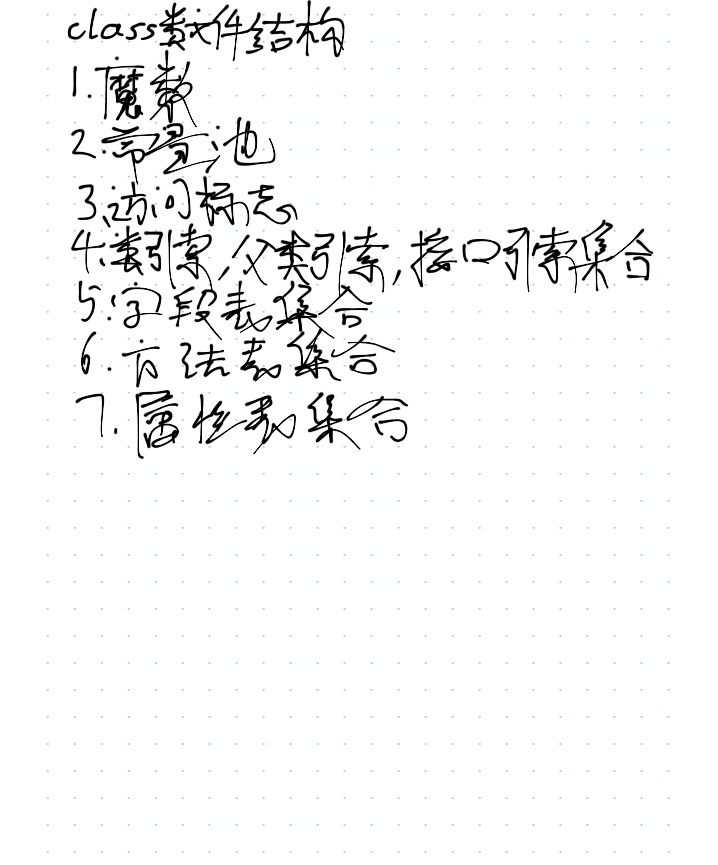 class类文件结构
1.魔数
2.常量池
3.访问标志
4.类引索,父类引索,接口引索集合
5.字段表集合
6.方法表集合
7.属性表集合